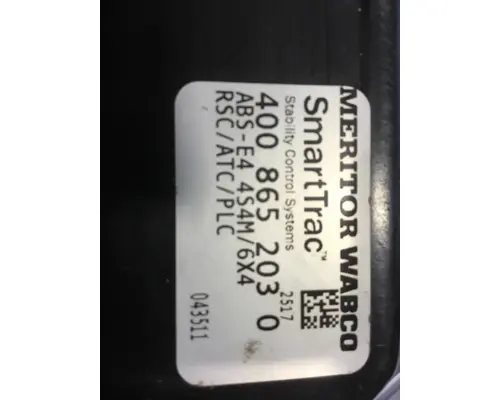 MERITOR WABCO
SmartTrac™
Stability Control Systems
2517
400 865 203 0
ABS-E4 4S4M/6X4
RSC/ATC/PLC
043511